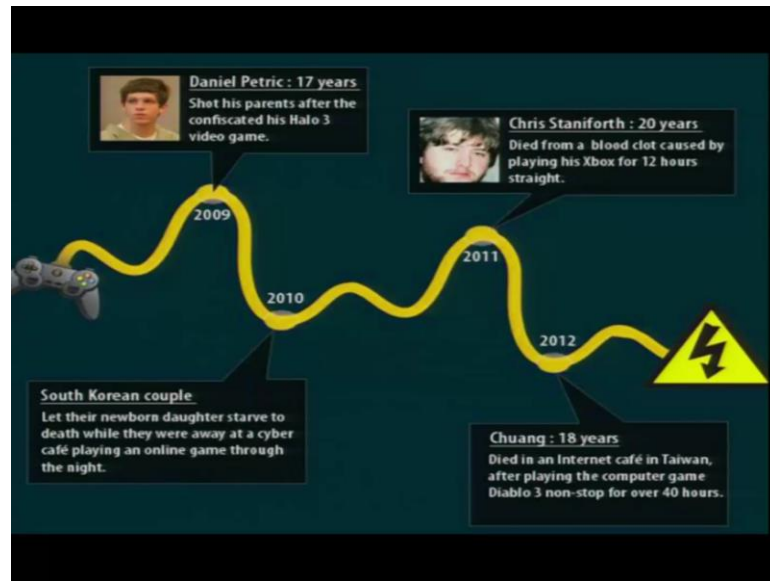 Daniel Petric : 17 years
Shot his parents after the
confiscated his Halo 3
video game.
2009
Chris Staniforth : 20 years
Died from a blood clot caused by
playing his Xbox for 12 hours
straight.
2011
2010
South Korean couple
Let their newborn daughter starve to
death while they were away at a cyber
café playing an online game through
the night.
2012
Chuang : 18 years
Died in an Internet café in Taiwan,
after playing the computer game
Diablo 3 non-stop for over 40 hours.